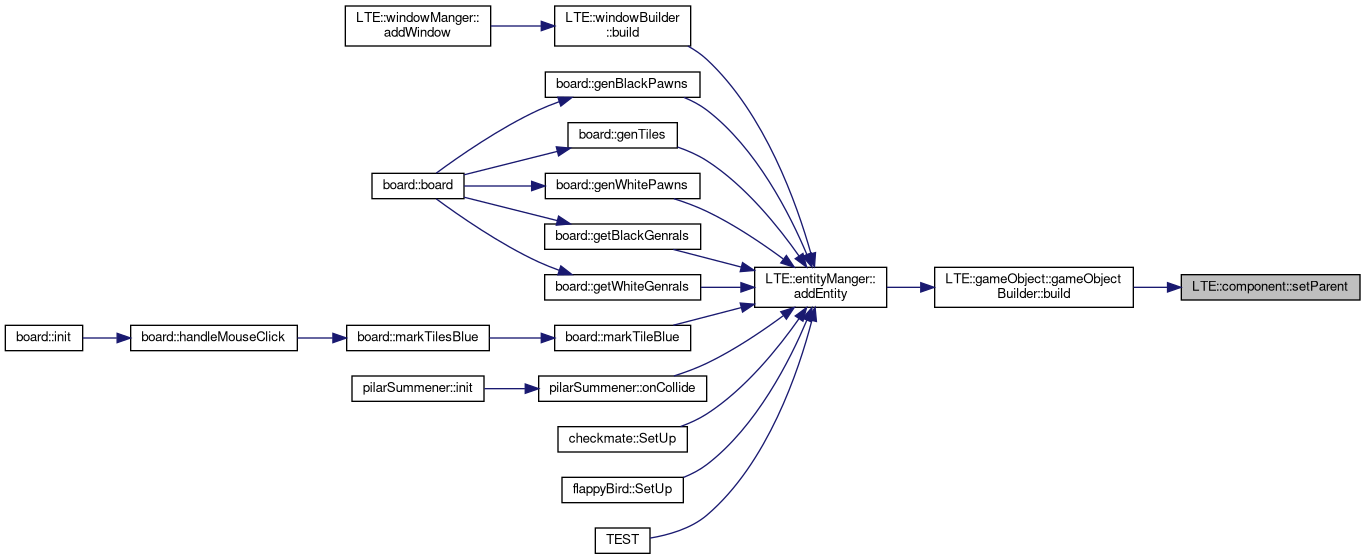 LTE::windowManger::
addWindow
LTE::windowBuilder
::build
board::genBlackPawns
board::genTiles
board::board
board::genWhitePawns
board::getBlackGenrals
LTE::entityManger::
addEntity
LTE::gameObject::gameObject
Builder::build
LTE::component::setParent
board::getWhiteGenrals
board::init
board::handleMouseClick
board::markTilesBlue
board::markTileBlue
pilarSummener::init
pilarSummener::onCollide
checkmate::SetUp
flappyBird::SetUp
TEST